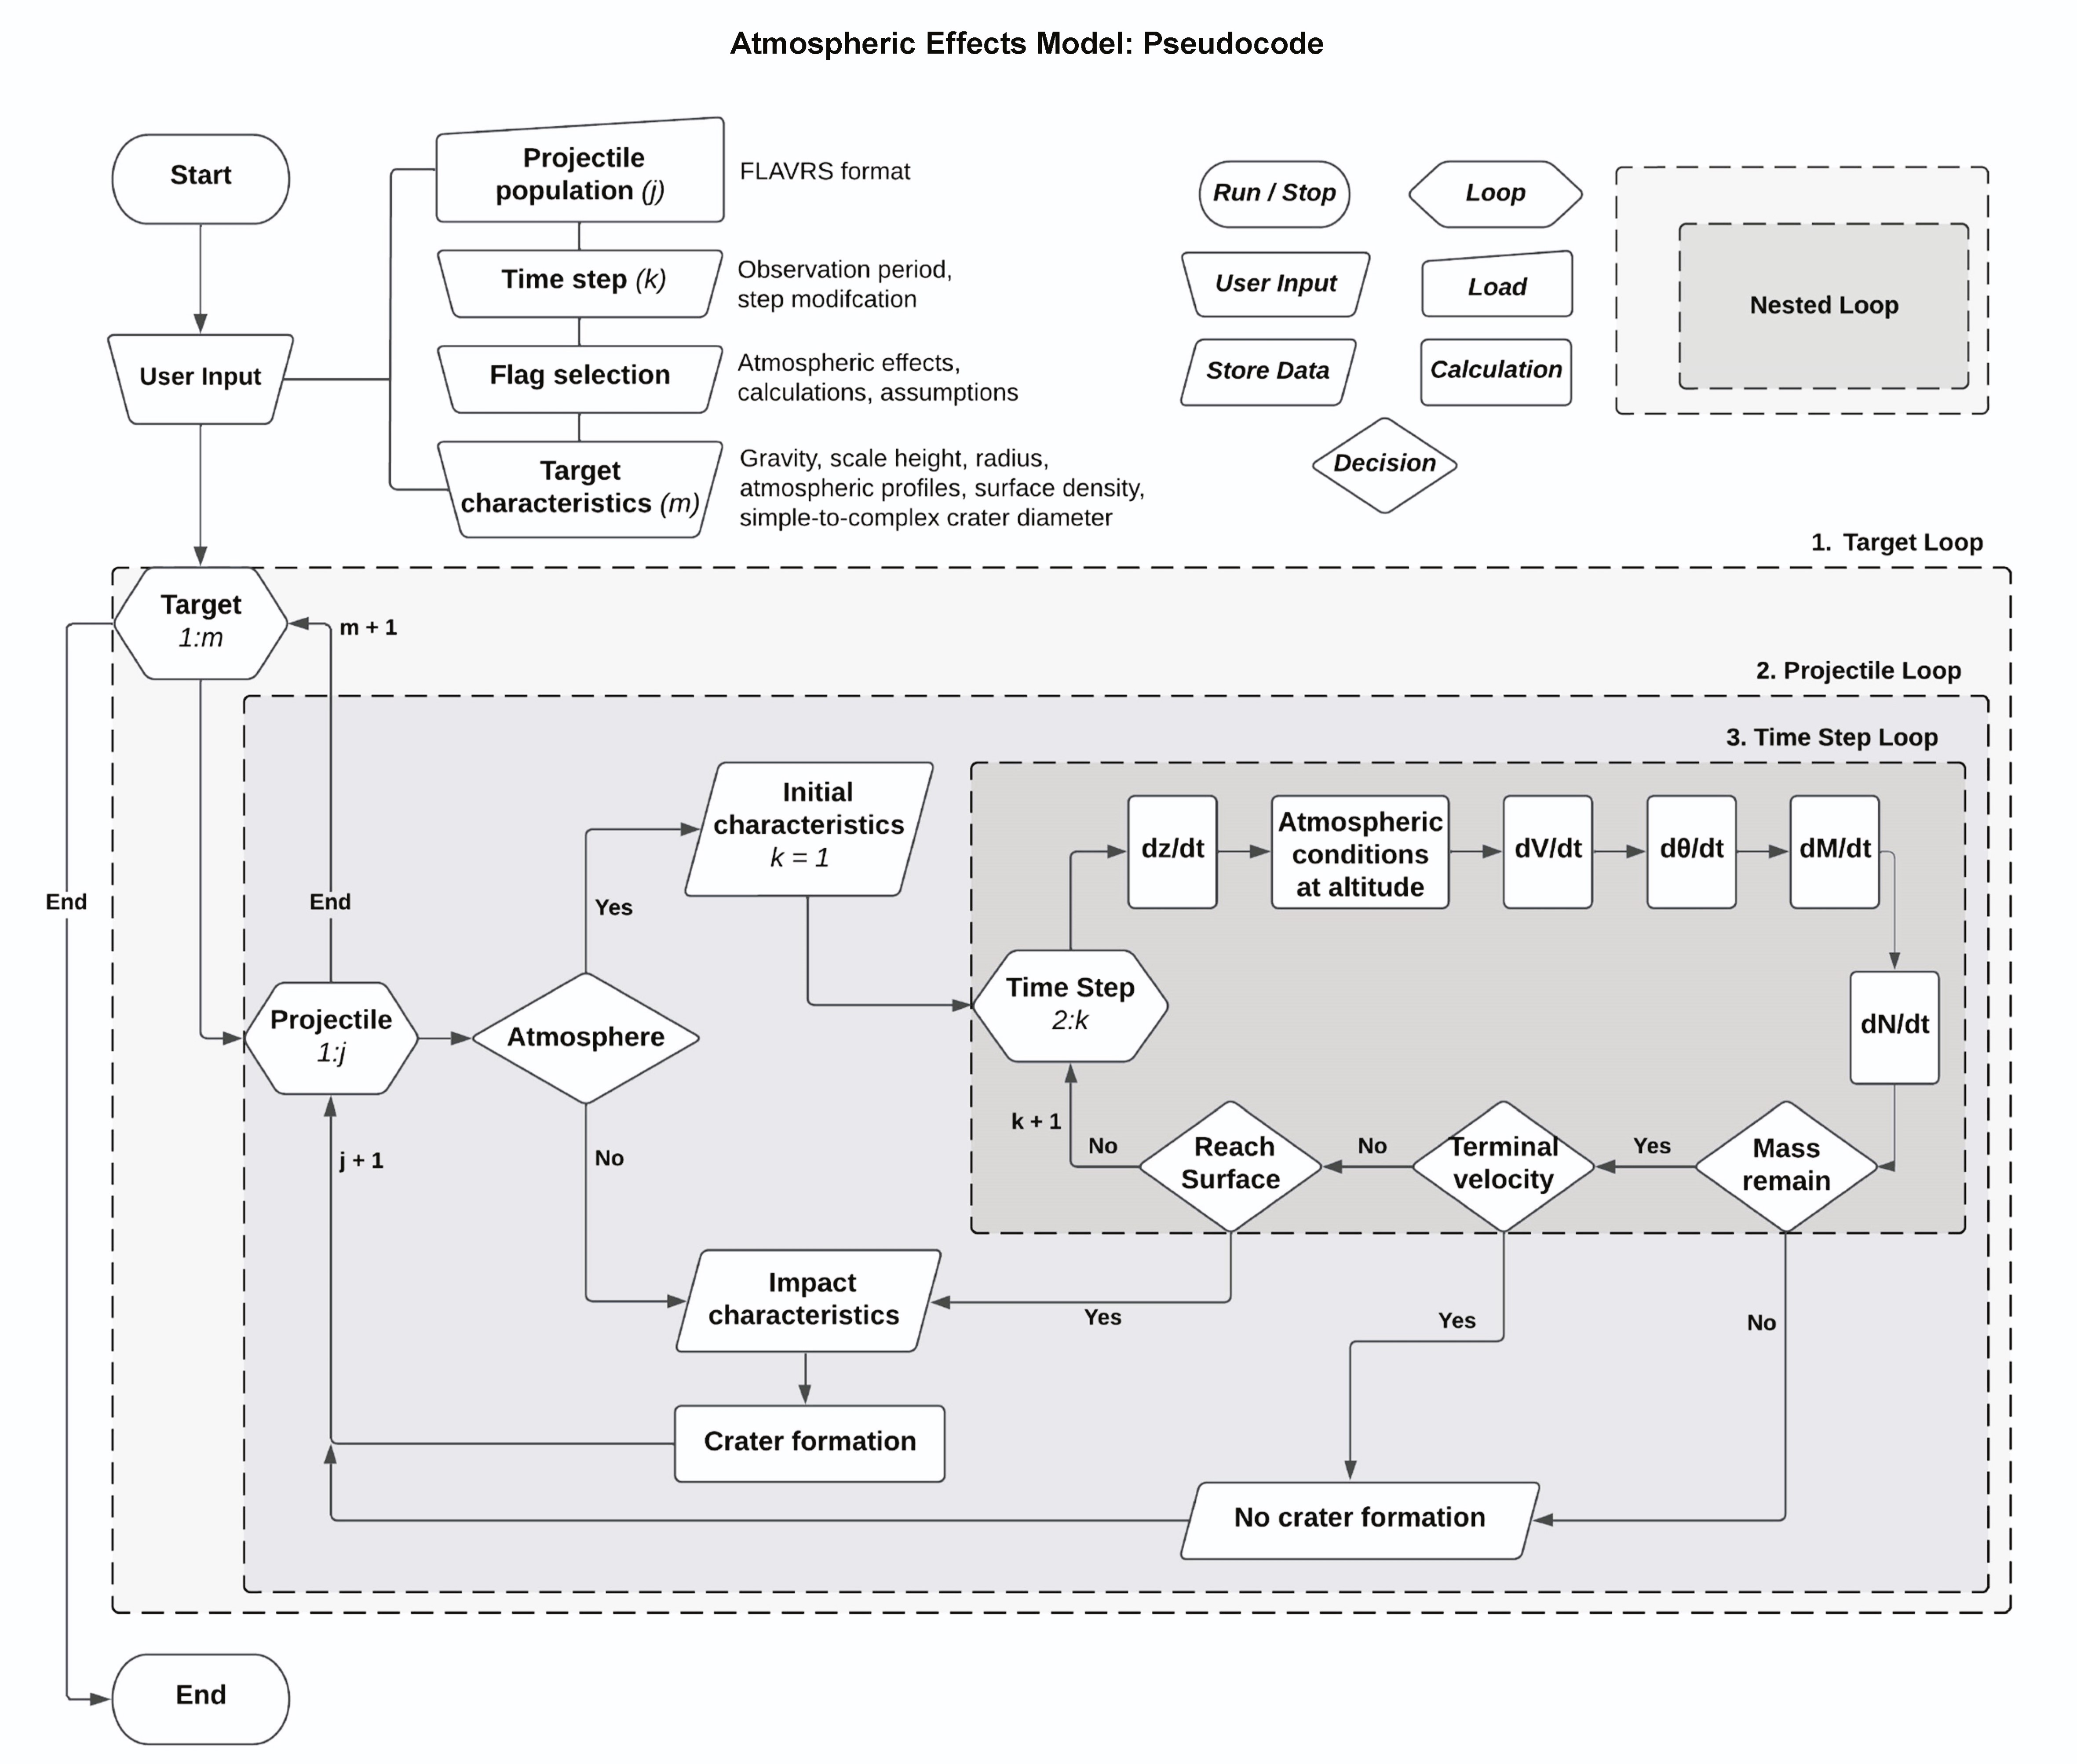 Atmospheric Effects Model: Pseudocode
Start
User Input
Projectile
population (j)
FLAVRS format
Time step (k)
Observation period,
step modifcation
Flag selection
Atmospheric effects,
calculations, assumptions
Target
characteristics (m)
Gravity, scale height, radius,
atmospheric profiles, surface density,
simple-to-complex crater diameter
Run / Stop
Loop
User Input
Load
Store Data
Calculation
Decision
Nested Loop
1. Target Loop
Target
1:m
m + 1
2. Projectile Loop
3. Time Step Loop
End
End
Projectile
1:j
j + 1
Atmosphere
Yes
No
Initial
characteristics
k = 1
Time Step
2:k
k + 1
dz/dt
Atmospheric
conditions
at altitude
dV/dt
dθ/dt
dM/dt
dN/dt
Mass
remain
Yes
Terminal
velocity
No
Reach
Surface
No
Yes
Yes
No
Impact
characteristics
Crater formation
No crater formation
End